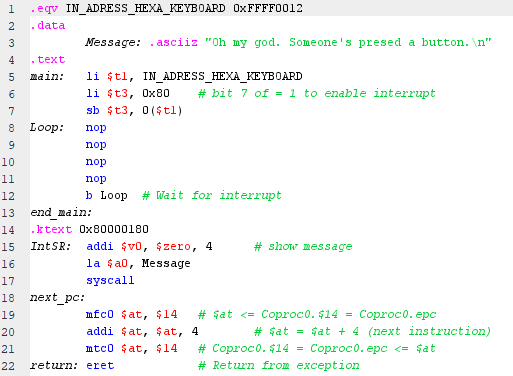 1 .eqv IN_ADRESS_HEXA_KEYBOARD 0xFFFF0012
2 .data
3 Message: .asciiz "Oh my god. Someone's presed a button.\n"
4 .text
5 main: li $t1, IN_ADRESS_HEXA_KEYBOARD
6 li $t3, 0x80 # bit 7 of = 1 to enable interrupt
7 sb $t3, 0($t1)
8 Loop: nop
9 nop
10 nop
11 nop
12 b Loop # Wait for interrupt
13 end_main:
14 .ktext 0x80000180
15 IntSR: addi $v0, $zero, 4 # show message
16 la $a0, Message
17 syscall
18 next_pc:
19 mfc0 $at, $14 # $at <= Coproc0.$14 = Coproc0.epc
20 addi $at, $at, 4 # $at = $at + 4 (next instruction)
21 mtc0 $at, $14 # Coproc0.$14 = Coproc0.epc <= $at
22 return: eret # Return from exception